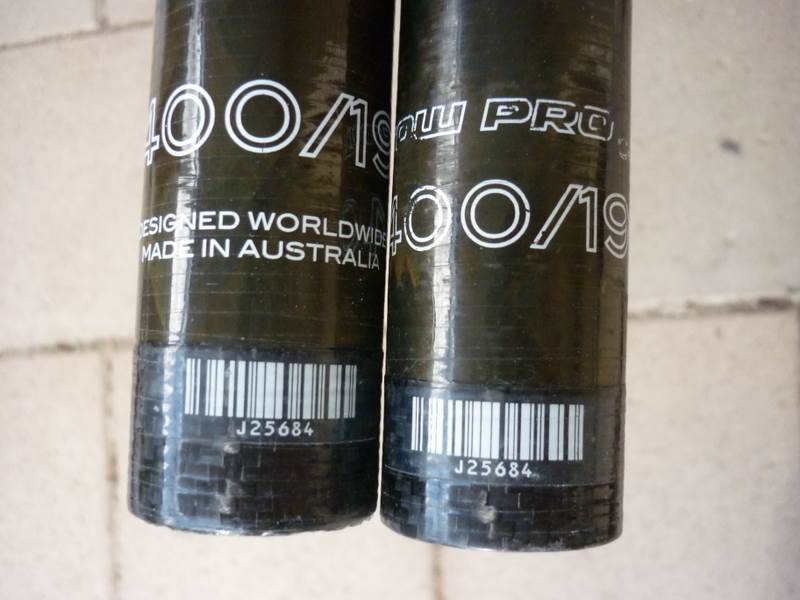 400/19
DESIGNED WORLDWIDE
MADE IN AUSTRALIA
J25684
PRO
400/19
J25684